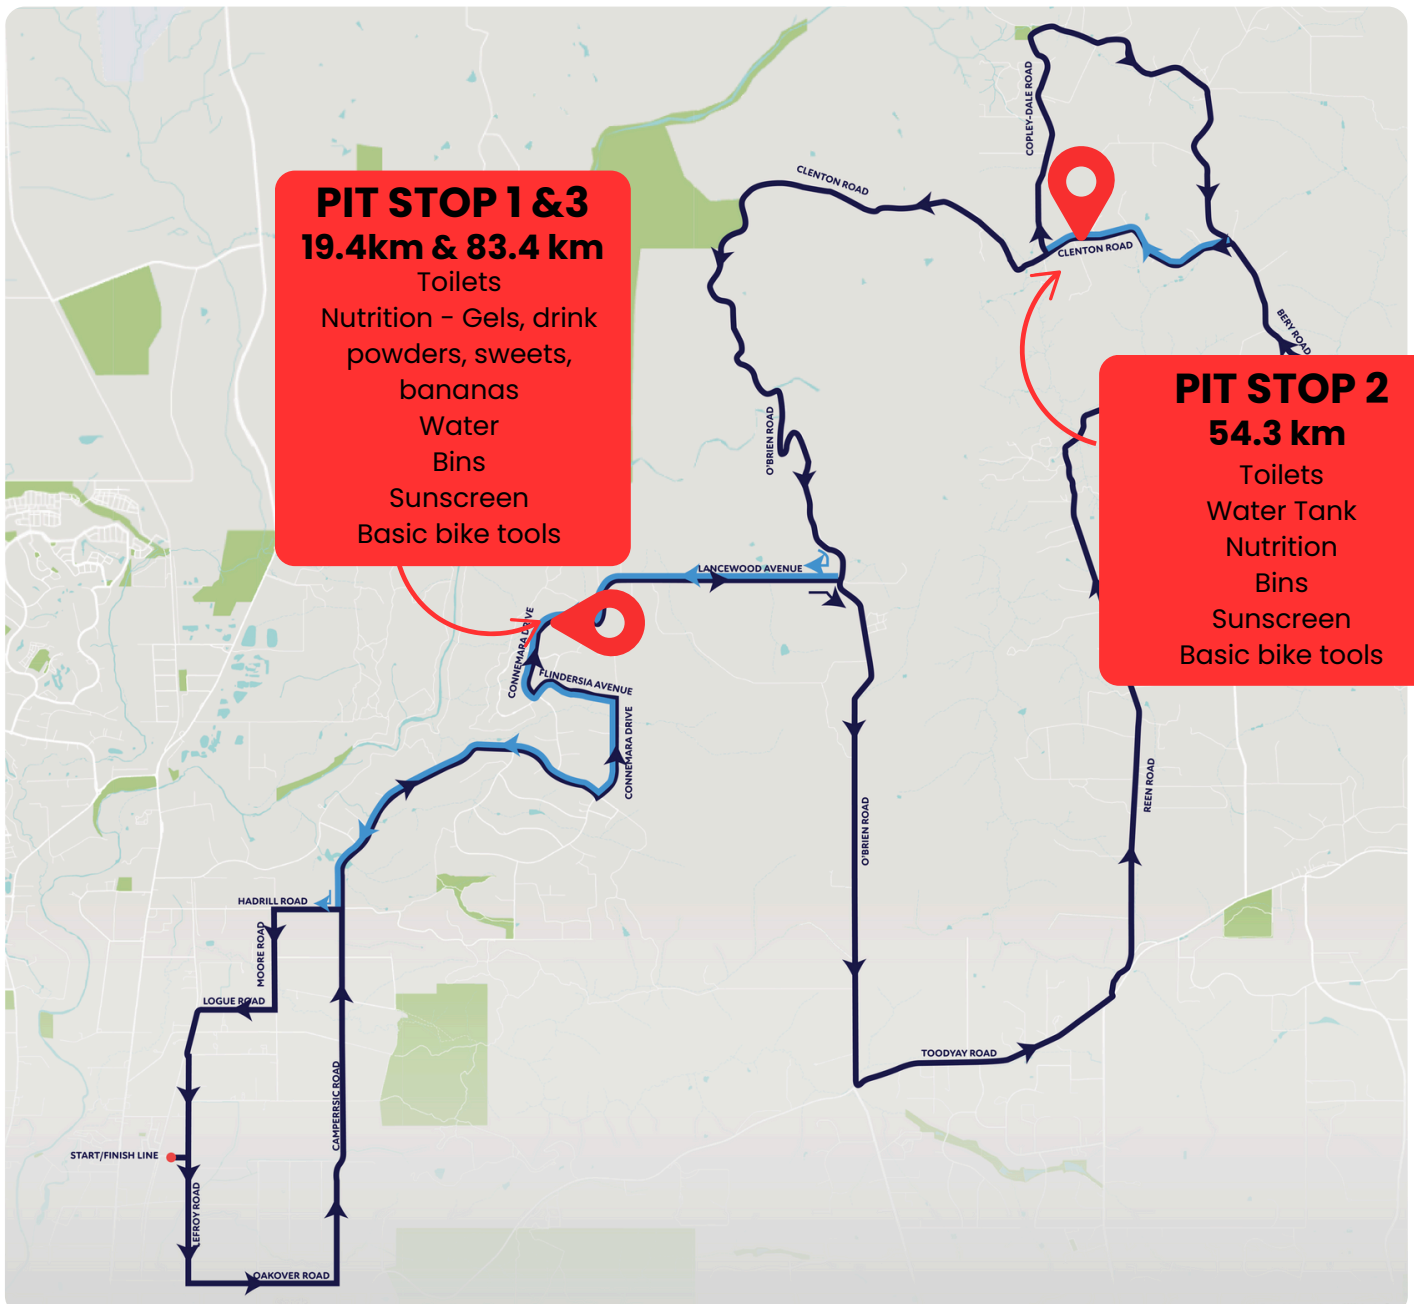 COPLEY-DALE ROAD
CLENTON ROAD
PIT STOP 1 &3
19.4km & 83.4 km
Toilets
Nutrition - Gels, drink
powders, sweets,
bananas
Water
Bins
Sunscreen
Basic bike tools
CLENTON ROAD
BERY ROAD
PIT STOP 2
54.3 km
Toilets
Water Tank
Nutrition
Bins
Sunscreen
Basic bike tools
O'BRIEN ROAD
LANCEWOOD AVENUE
CONNEMARA DRIVE
FLINDERSIA AVENUE
CONNEMARA DRIVE
REEN ROAD
O'BRIEN ROAD
HADRILL ROAD
MOORE ROAD
LOGUE ROAD
TOODYAY ROAD
CAMPERRSIC ROAD
START/FINISH LINE
LEFROY ROAD
OAKOVER ROAD